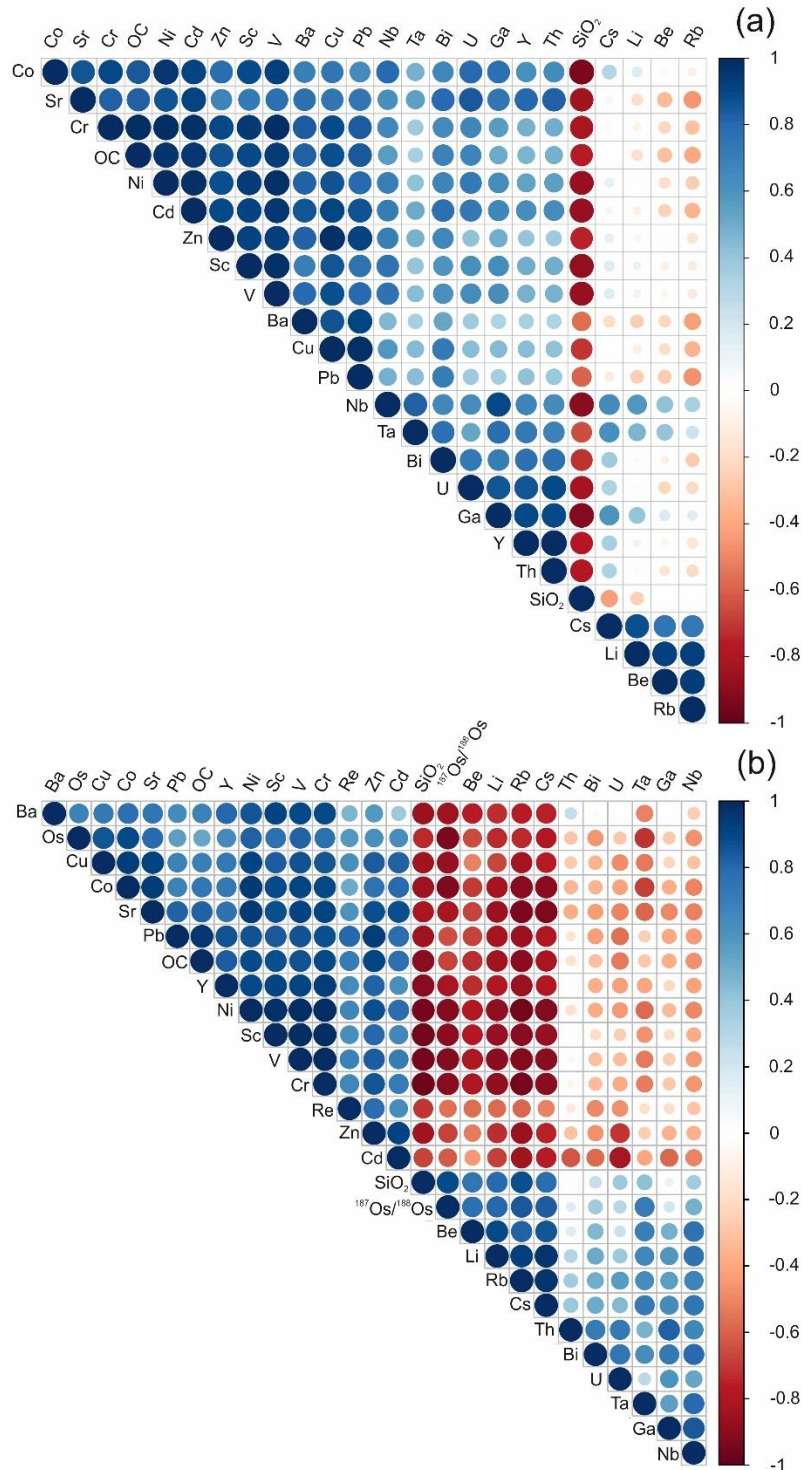 (a)
Co Sr Cr OC Ni Cd Zn Sc V Ba Cu Pb Nb Ta Bi U Ga Y Th SiO₂ Cs Li Be Rb
Co
Sr
Cr
OC
Ni
Cd
Zn
Sc
V
Ba
Cu
Pb
Nb
Ta
Bi
U
Ga
Y
Th
SiO₂
Cs
Li
Be
Rb
1
0.8
0.6
0.4
0.2
0
-0.2
-0.4
-0.6
-0.8
-1
(b)
Ba Os Cu Co Sr Pb OC Y Ni Sc V Cr Re Zn Cd SiO₂ ¹⁸⁷Os/¹⁸⁸Os Be Li Rb Cs Th Bi U Ta Ga Nb
Ba
Os
Cu
Co
Sr
Pb
OC
Y
Ni
Sc
V
Cr
Re
Zn
Cd
SiO₂
¹⁸⁷Os/¹⁸⁸Os
Be
Li
Rb
Cs
Th
Bi
U
Ta
Ga
Nb
1
0.8
0.6
0.4
0.2
0
-0.2
-0.4
-0.6
-0.8
-1